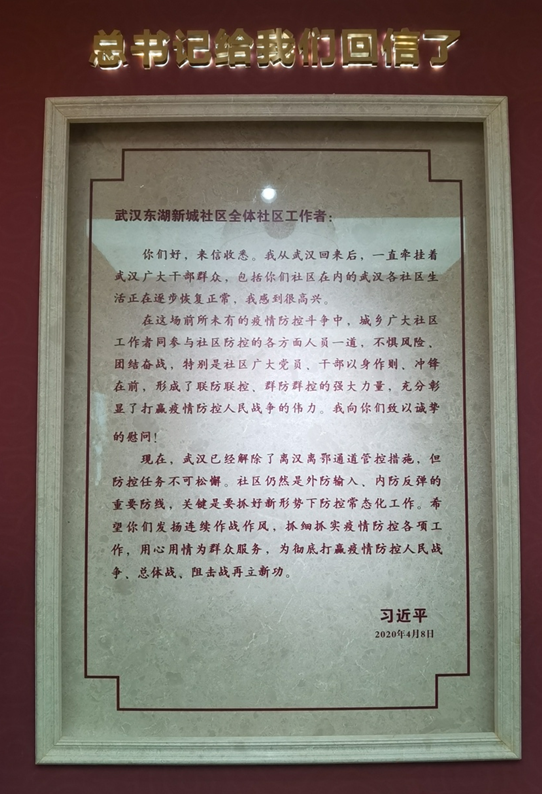 总书记给我们回信了
武汉东湖新城社区全体社区工作者：
你们好，来信收悉。我从武汉回来后，一直牵挂着
武汉广大干部群众，包括你们社区在内的武汉各社区生
活正在逐步恢复正常，我感到很高兴。
在这场前所未有的疫情防控斗争中，城乡广大社区
工作者同参与社区防控的各方面人员一道，不惧风险、
团结奋战，特别是社区广大党员、干部以身作则、冲锋
在前，形成了联防联控、群防群控的强大力量，充分彰
显了打赢疫情防控人民战争的伟力。我向你们致以诚挚
的慰问！
现在，武汉已经解除了离汉离鄂通道管控措施，但
防控任务不可松懈。社区仍然是外防输入、内防反弹的
重要防线，关键是要抓好新形势下防控常态化工作。希
望你们发扬连续作战作风，抓细抓实疫情防控各项工
作，用心用情为群众服务，为彻底打赢疫情防控人民战
争、总体战、阻击战再立新功。
习近平
2020年4月8日